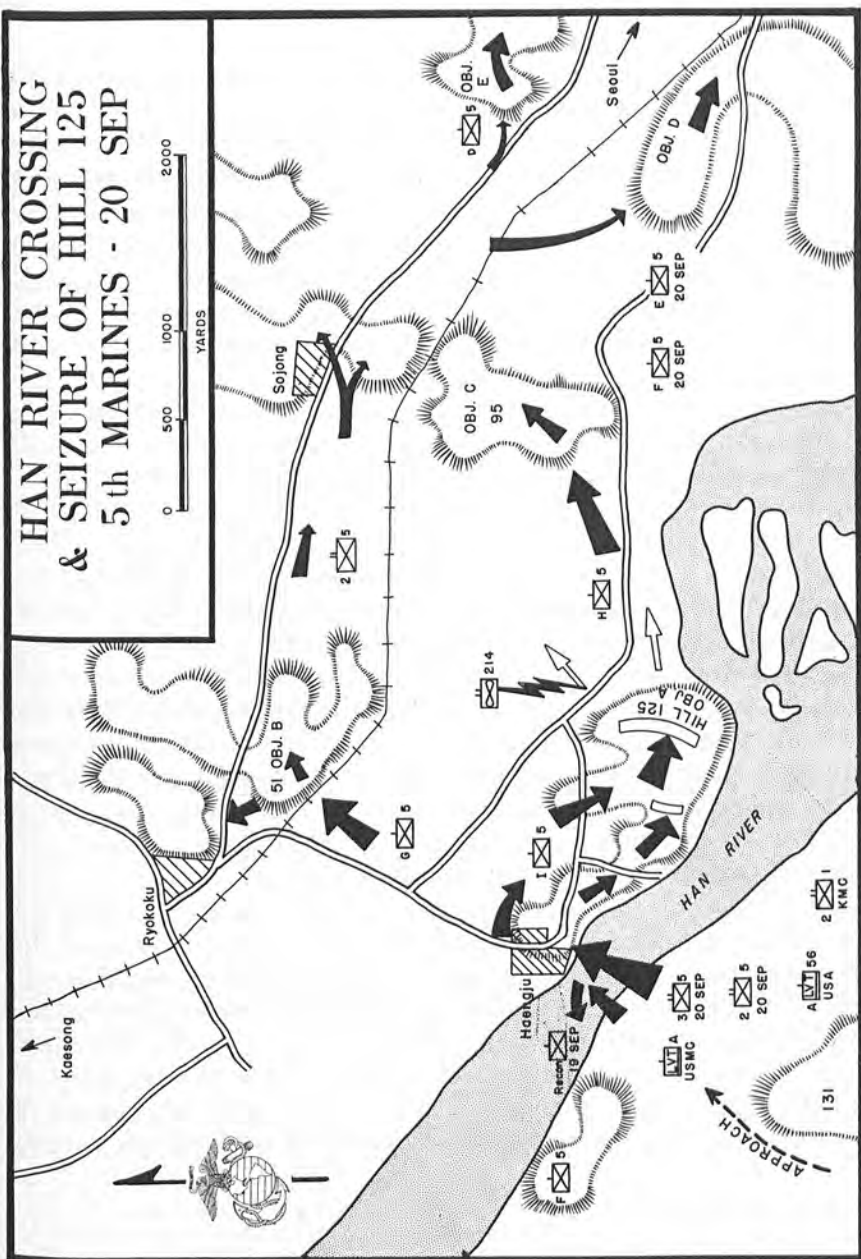 HAN RIVER CROSSING
& SEIZURE OF HILL 125
5th MARINES - 20 SEP
0 500 1000 2000
YARDS
Kaesong
Ryokoku
Sojong
OBJ.
E
D 5
Seoul
OBJ. D
51 OBJ. B
2 5
G 5
OBJ. C
95
214
H 5
E 5
20 SEP
F 5
20 SEP
I 5
Haengju
HILL 125
OBJ A
Recon
19 SEP
HAN RIVER
F 5
3 5
20 SEP
2 5
20 SEP
LVT A
USMC
A LVT 56
USA
2 1
KMC
APPROACH
131